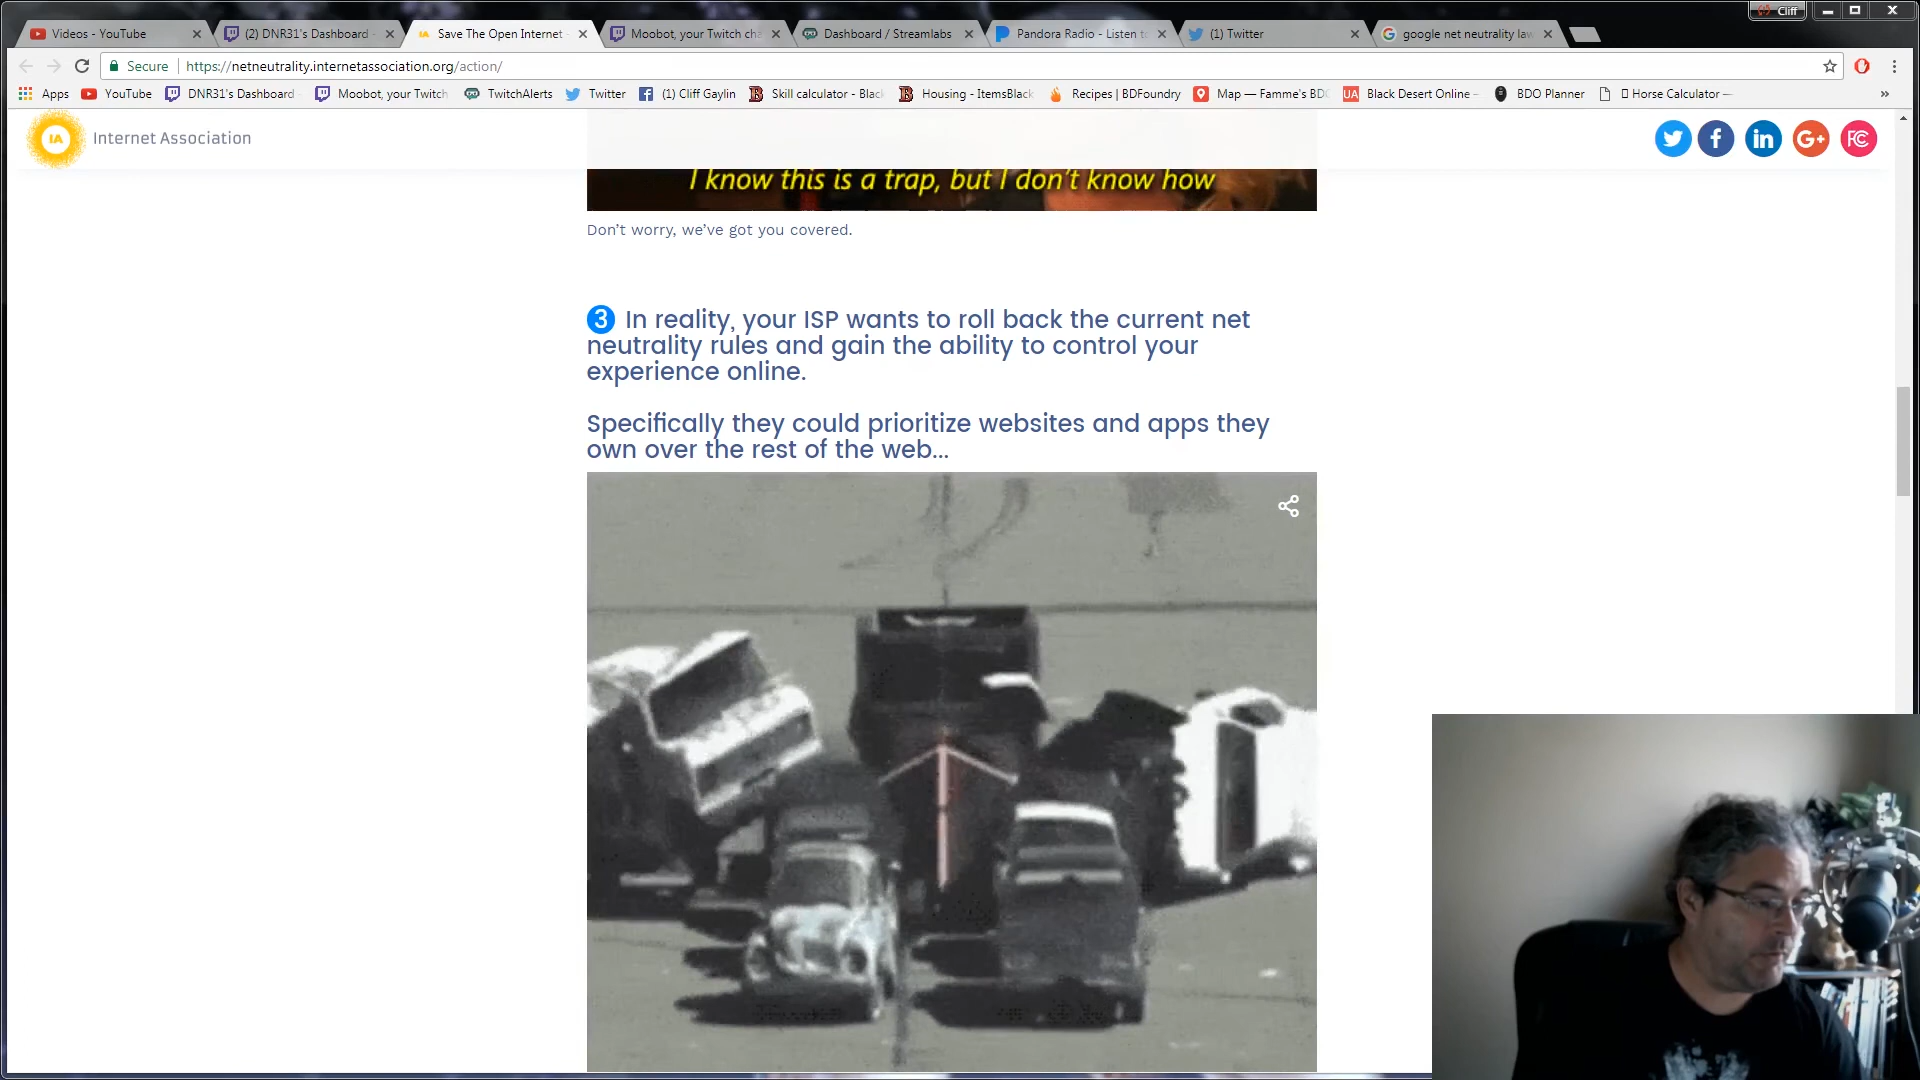 Cliff
Videos - YouTube
(2) DNR31's Dashboard -
Save The Open Internet -
Moobot, your Twitch cha
Dashboard / Streamlabs
Pandora Radio - Listen to
(1) Twitter
google net neutrality law
Secure
https://netneutrality.internetassociation.org/action/
Apps
YouTube
DNR31's Dashboard
Moobot, your Twitch
TwitchAlerts
Twitter
(1) Cliff Gaylin
Skill calculator - Black
Housing - ItemsBlack
Recipes | BDFoundry
Map — Famme's BD
UA
Black Desert Online -
BDO Planner
Horse Calculator —
»
IA
Internet Association
G+
FC
I know this is a trap, but I don't know how
Don't worry, we've got you covered.
3 In reality, your ISP wants to roll back the current net
neutrality rules and gain the ability to control your
experience online.
Specifically they could prioritize websites and apps they
own over the rest of the web...